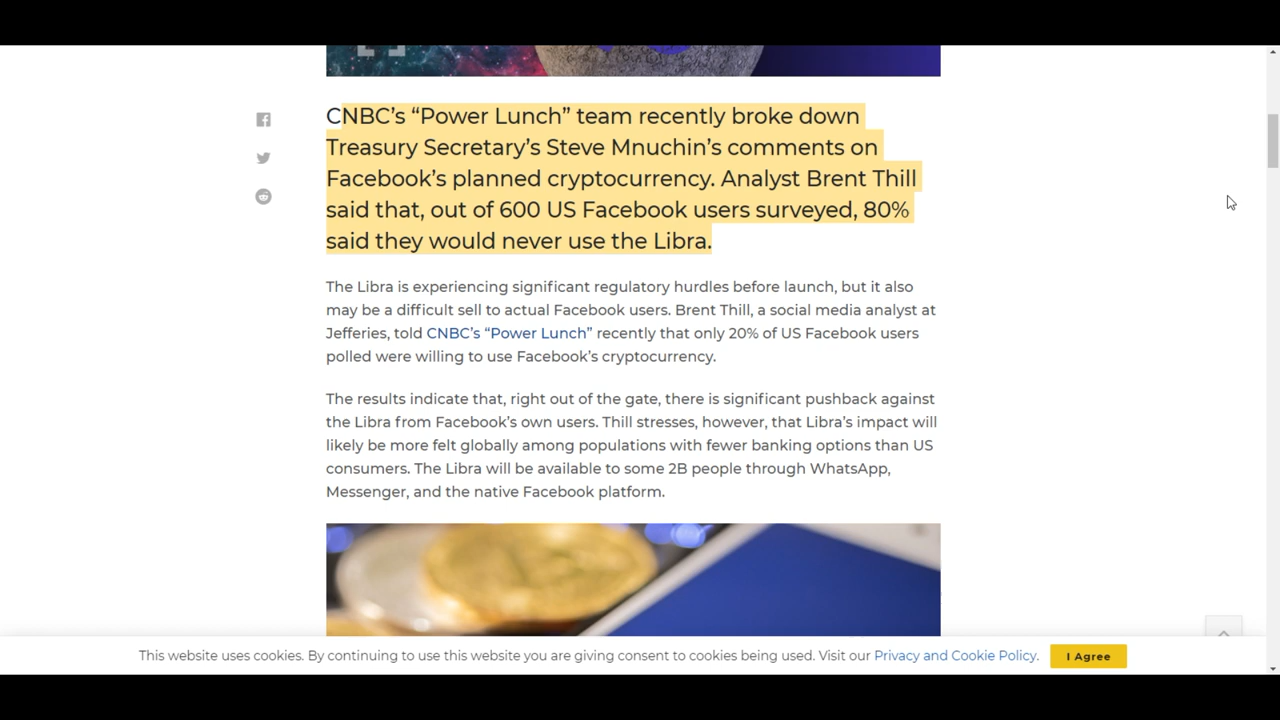 CNBC’s “Power Lunch” team recently broke down
Treasury Secretary’s Steve Mnuchin’s comments on
Facebook’s planned cryptocurrency. Analyst Brent Thill
said that, out of 600 US Facebook users surveyed, 80%
said they would never use the Libra.
The Libra is experiencing significant regulatory hurdles before launch, but it also
may be a difficult sell to actual Facebook users. Brent Thill, a social media analyst at
Jefferies, told CNBC’s “Power Lunch” recently that only 20% of US Facebook users
polled were willing to use Facebook’s cryptocurrency.
The results indicate that, right out of the gate, there is significant pushback against
the Libra from Facebook’s own users. Thill stresses, however, that Libra’s impact will
likely be more felt globally among populations with fewer banking options than US
consumers. The Libra will be available to some 2B people through WhatsApp,
Messenger, and the native Facebook platform.
This website uses cookies. By continuing to use this website you are giving consent to cookies being used. Visit our Privacy and Cookie Policy. I Agree